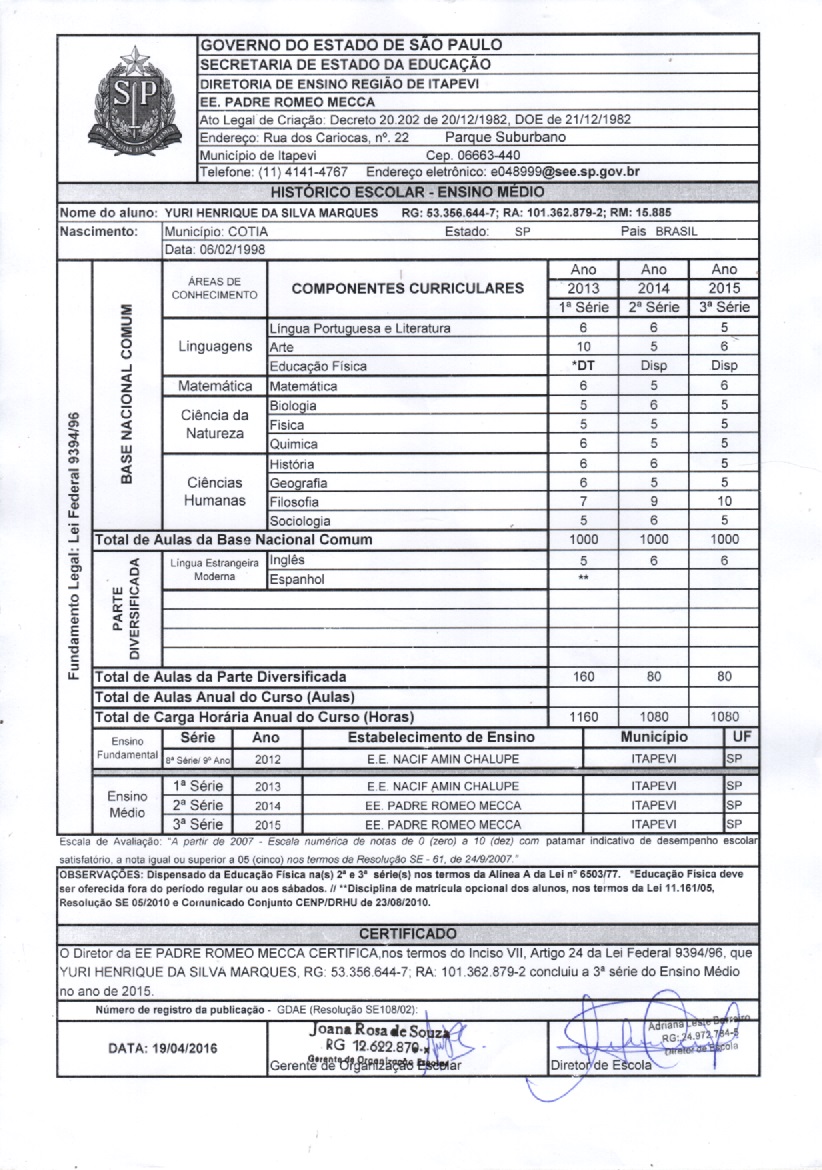 GOVERNO DO ESTADO DE SÃO PAULO
SECRETARIA DE ESTADO DA EDUCAÇÃO
DIRETORIA DE ENSINO REGIÃO DE ITAPEVI
EE. PADRE ROMEO MECCA
Ato Legal de Criação: Decreto 20.202 de 20/12/1982, DOE de 21/12/1982
Endereço: Rua dos Cariocas, nº. 22 Parque Suburbano
Município de Itapevi Cep. 06663-440
Telefone: (11) 4141-4767 Endereço eletrônico: e048999@see.sp.gov.br
SP
HISTÓRICO ESCOLAR - ENSINO MÉDIO
Nome do aluno: YURI HENRIQUE DA SILVA MARQUES RG: 53.356.644-7; RA: 101.362.879-2; RM: 15.885
Nascimento: Município: COTIA Estado: SP Pais BRASIL
Data: 06/02/1998
Fundamento Legal: Lei Federal 9394/96
BASE NACIONAL COMUM
ÁREAS DE CONHECIMENTO COMPONENTES CURRICULARES Ano Ano Ano
2013 2014 2015
1ª Série 2ª Série 3ª Série
Linguagens
Língua Portuguesa e Literatura 6 6 5
Arte 10 5 6
Educação Física *DT Disp Disp
Matemática Matemática 6 5 6
Ciência da Natureza
Biologia 5 6 5
Fisica 5 5 5
Quimica 6 5 5
Ciências Humanas
História 6 6 5
Geografia 6 5 5
Filosofia 7 9 10
Sociologia 5 6 5
Total de Aulas da Base Nacional Comum 1000 1000 1000
PARTE DIVERSIFICADA
Língua Estrangeira Moderna
Inglês 5 6 6
Espanhol **
Total de Aulas da Parte Diversificada 160 80 80
Total de Aulas Anual do Curso (Aulas)
Total de Carga Horária Anual do Curso (Horas) 1160 1080 1080
Ensino Fundamental Série Ano Estabelecimento de Ensino Município UF
8ª Série/ 9º Ano 2012 E.E. NACIF AMIN CHALUPE ITAPEVI SP
Ensino Médio
1ª Série 2013 E.E. NACIF AMIN CHALUPE ITAPEVI SP
2ª Série 2014 EE. PADRE ROMEO MECCA ITAPEVI SP
3ª Série 2015 EE. PADRE ROMEO MECCA ITAPEVI SP
Escala de Avaliação: "A partir de 2007 - Escala numérica de notas de 0 (zero) a 10 (dez) com patamar indicativo de desempenho escolar
satisfatório, a nota igual ou superior a 05 (cinco) nos termos de Resolução SE - 61, de 24/9/2007."
OBSERVAÇÕES: Dispensado da Educação Física na(s) 2ª e 3ª série(s) nos termos da Alinea A da Lei nº 6503/77. *Educação Física deve
ser oferecida fora do período regular ou aos sábados. // **Disciplina de matrícula opcional dos alunos, nos termos da Lei 11.161/05,
Resolução SE 05/2010 e Comunicado Conjunto CENP/DRHU de 23/08/2010.
CERTIFICADO
O Diretor da EE PADRE ROMEO MECCA CERTIFICA,nos termos do Inciso VII, Artigo 24 da Lei Federal 9394/96, que
YURI HENRIQUE DA SILVA MARQUES, RG: 53.356.644-7; RA: 101.362.879-2 concluiu a 3ª série do Ensino Médio
no ano de 2015.
Número de registro da publicação - GDAE (Resolução SE108/02):
DATA: 19/04/2016
Joana Rosa de Souza
RG 12.622.870-x
Gerente de Organização Escolar
Gerente de Organização Escolar
Adriana Leate
RG: 24.972.784-8
Diretor de Escola
Diretor de Escola